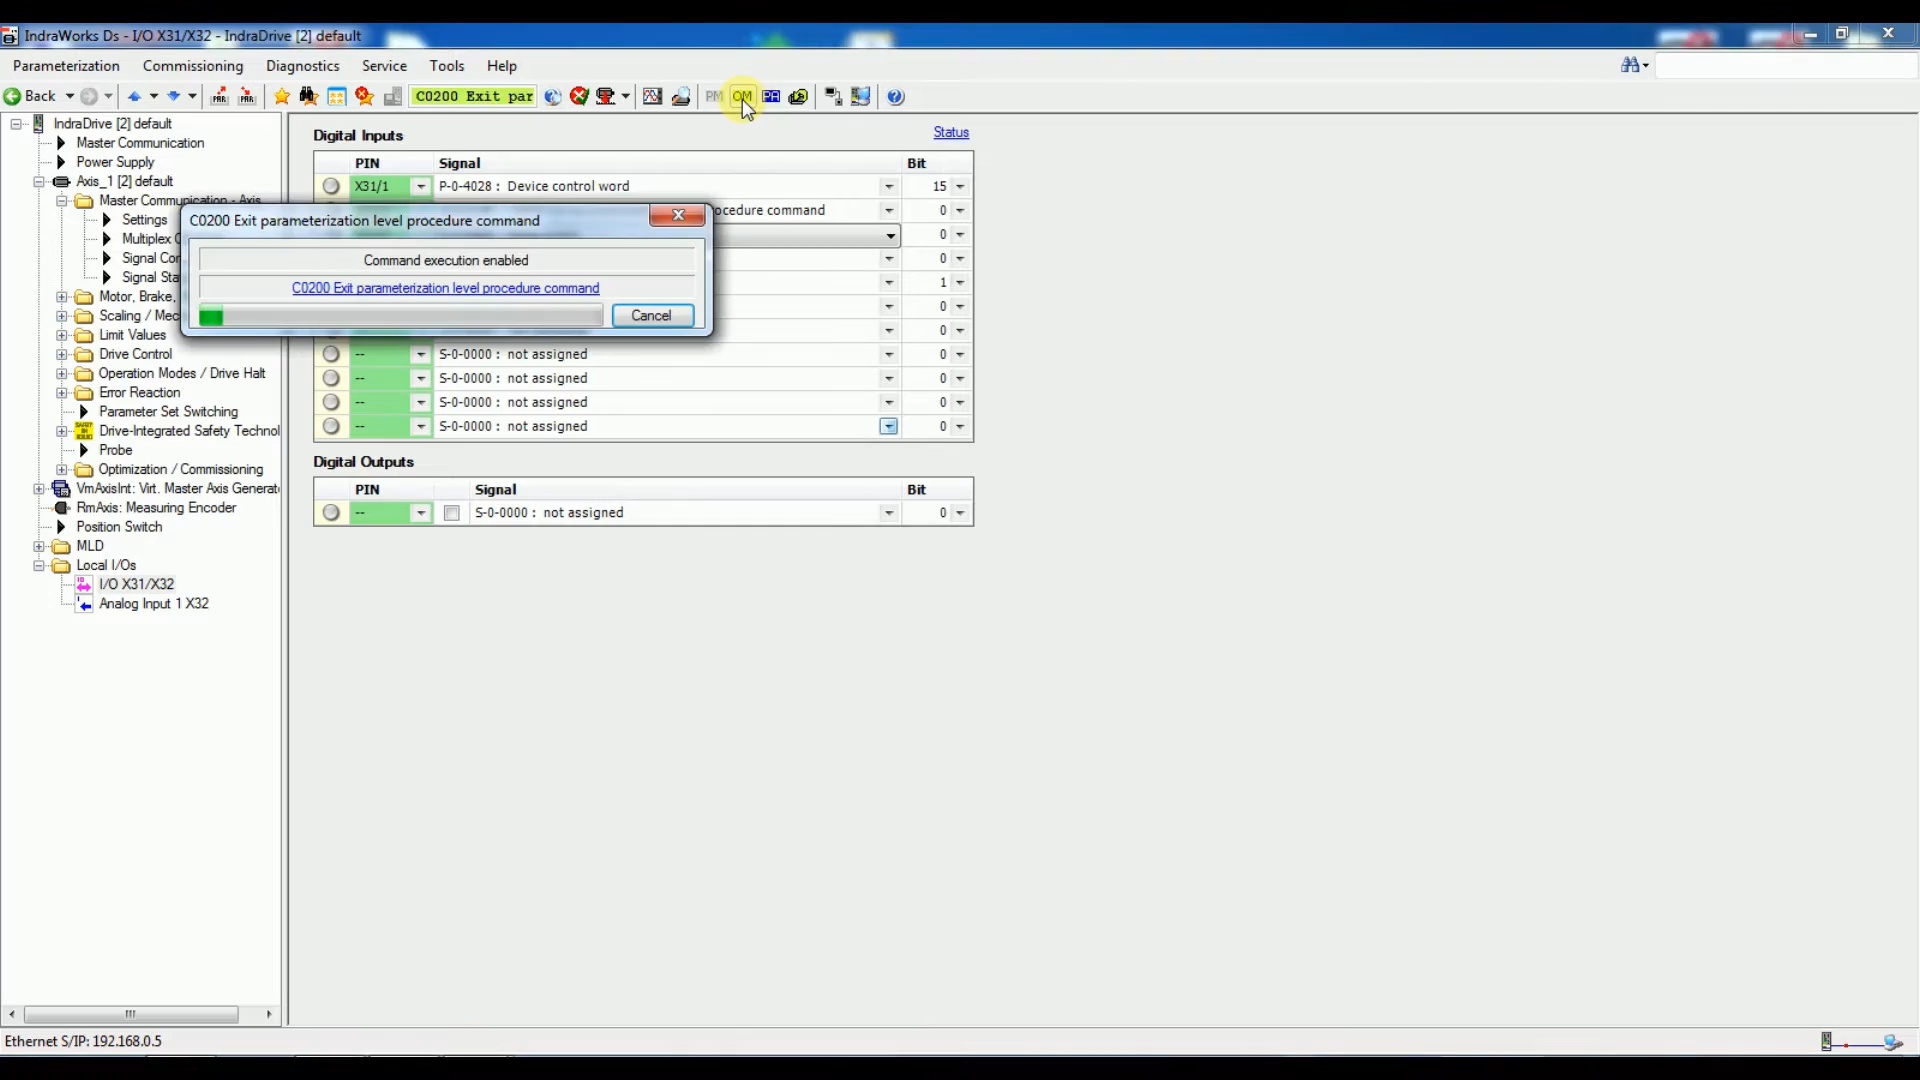 IndraWorks Ds - I/O X31/X32 - IndraDrive [2] default
Parameterization Commissioning Diagnostics Service Tools Help
Back C0200 Exit par PM OM
IndraDrive [2] default
Master Communication
Power Supply
Axis_1 [2] default
Master Communication - Axis
Settings
Multiplex C
Signal Con
Signal Sta
Motor, Brake,
Scaling / Mec
Limit Values
Drive Control
Operation Modes / Drive Halt
Error Reaction
Parameter Set Switching
Drive-Integrated Safety Technol
Probe
Optimization / Commissioning
VmAxisInt: Virt. Master Axis Generat
RmAxis: Measuring Encoder
Position Switch
MLD
Local I/Os
I/O X31/X32
Analog Input 1 X32
Digital Inputs Status
PIN Signal Bit
X31/1 P-0-4028 : Device control word 15
ocedure command 0
0
0
1
0
0
-- S-0-0000 : not assigned 0
-- S-0-0000 : not assigned 0
-- S-0-0000 : not assigned 0
-- S-0-0000 : not assigned 0
C0200 Exit parameterization level procedure command
Command execution enabled
C0200 Exit parameterization level procedure command
Cancel
Digital Outputs
PIN Signal Bit
-- S-0-0000 : not assigned 0
Ethernet S/IP: 192.168.0.5